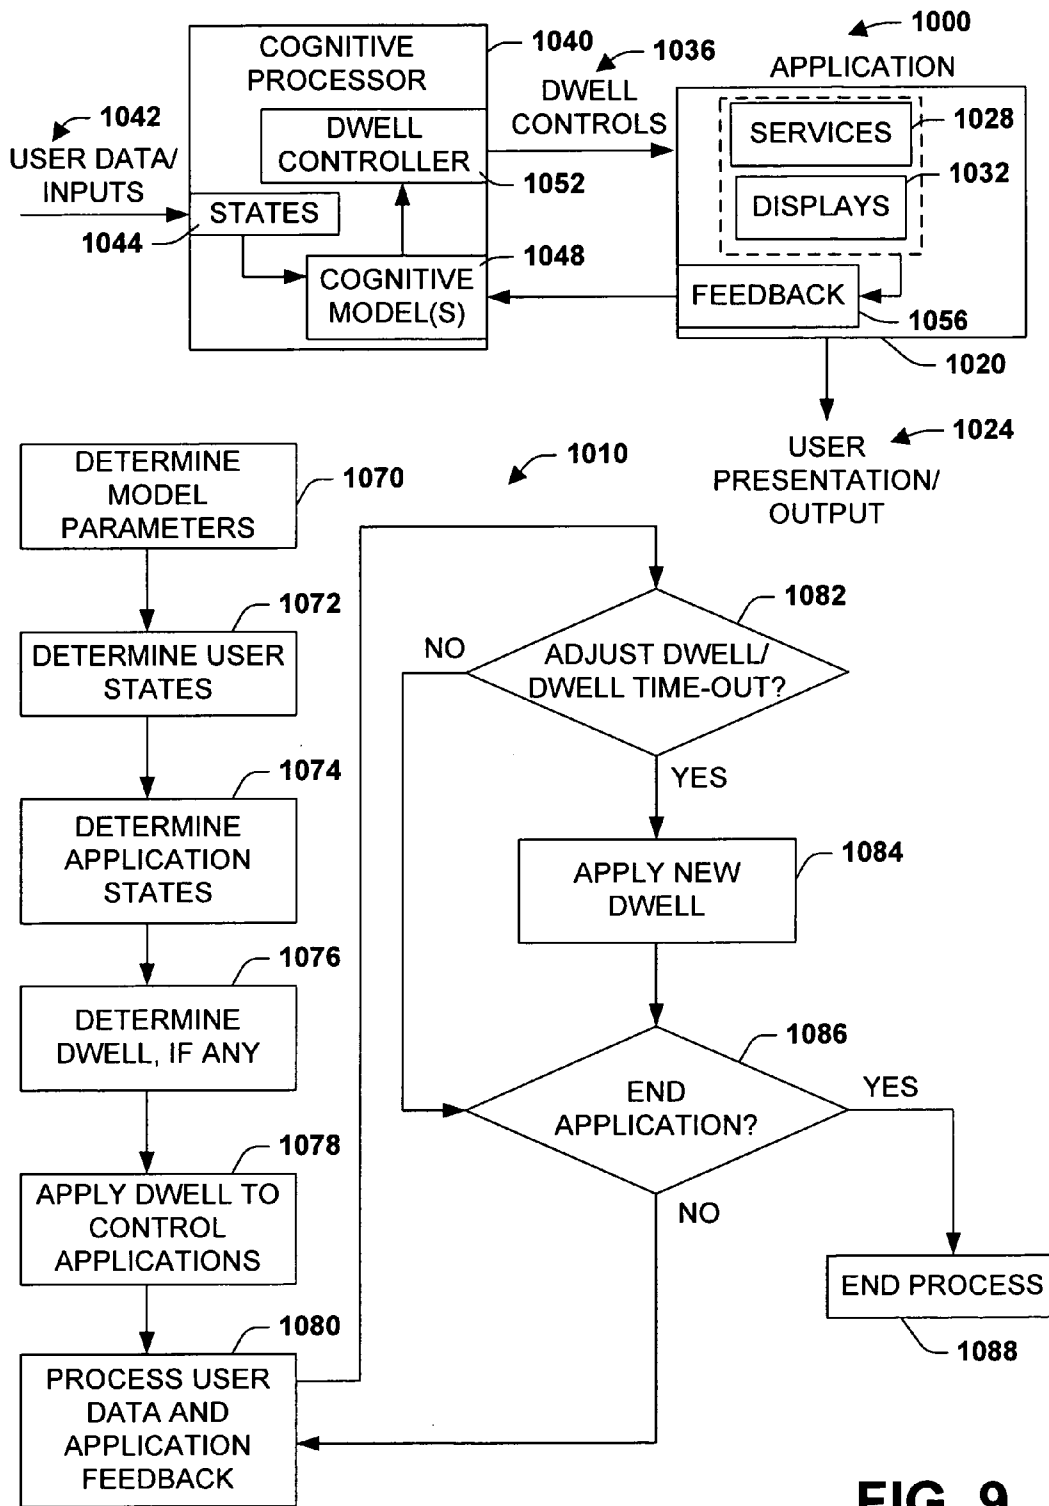 COGNITIVE
PROCESSOR
1040
1036
DWELL
CONTROLS
1000
APPLICATION
1042
USER DATA/
INPUTS
DWELL
CONTROLLER
1052
SERVICES
1028
DISPLAYS
1032
STATES
1044
COGNITIVE
MODEL(S)
1048
FEEDBACK
1056
1020
USER
PRESENTATION/
OUTPUT
1024
1010
DETERMINE
MODEL
PARAMETERS
1070
DETERMINE USER
STATES
1072
DETERMINE
APPLICATION
STATES
1074
DETERMINE
DWELL, IF ANY
1076
APPLY DWELL TO
CONTROL
APPLICATIONS
1078
PROCESS USER
DATA AND
APPLICATION
FEEDBACK
1080
ADJUST DWELL/
DWELL TIME-OUT?
1082
NO
YES
APPLY NEW
DWELL
1084
END
APPLICATION?
1086
YES
NO
END PROCESS
1088
FIG. 9